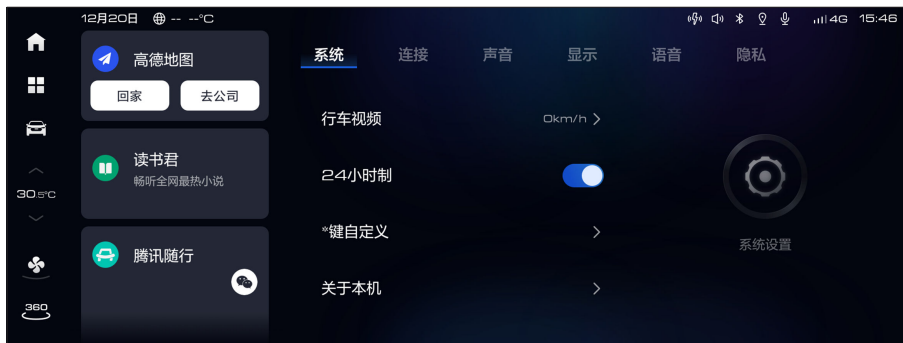 12月20日 -- --°C
4G 15:46
30.5°C
360
高德地图
回家 去公司
读书君
畅听全网最热小说
腾讯随行
系统 连接 声音 显示 语音 隐私
行车视频 0km/h
24小时制
*键自定义
关于本机
系统设置